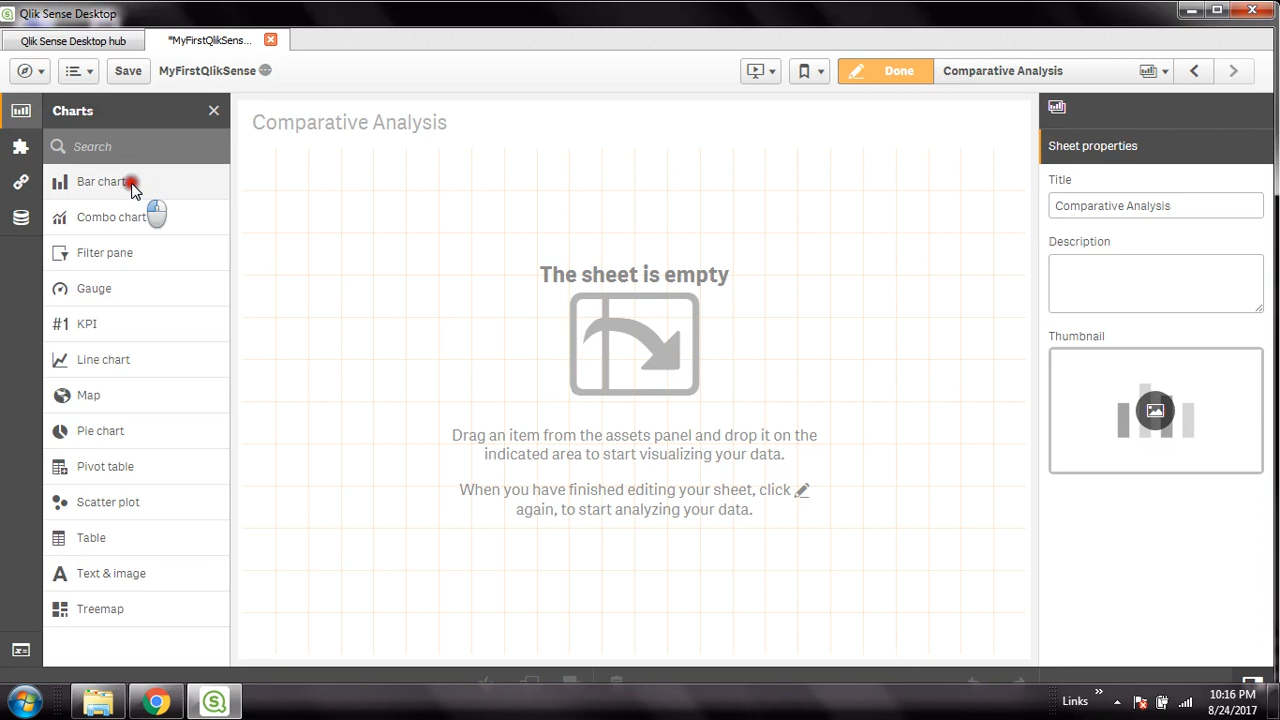 Qlik Sense Desktop
Qlik Sense Desktop hub
*MyFirstQlikSens...
Save
MyFirstQlikSense
Done
Comparative Analysis
Charts
Search
Bar chart
Combo chart
Filter pane
Gauge
#1 KPI
Line chart
Map
Pie chart
Pivot table
Scatter plot
Table
A Text & image
Treemap
Comparative Analysis
The sheet is empty
Drag an item from the assets panel and drop it on the
indicated area to start visualizing your data.
When you have finished editing your sheet, click
again, to start analyzing your data.
Sheet properties
Title
Comparative Analysis
Description
Thumbnail
Links
10:16 PM
8/24/2017